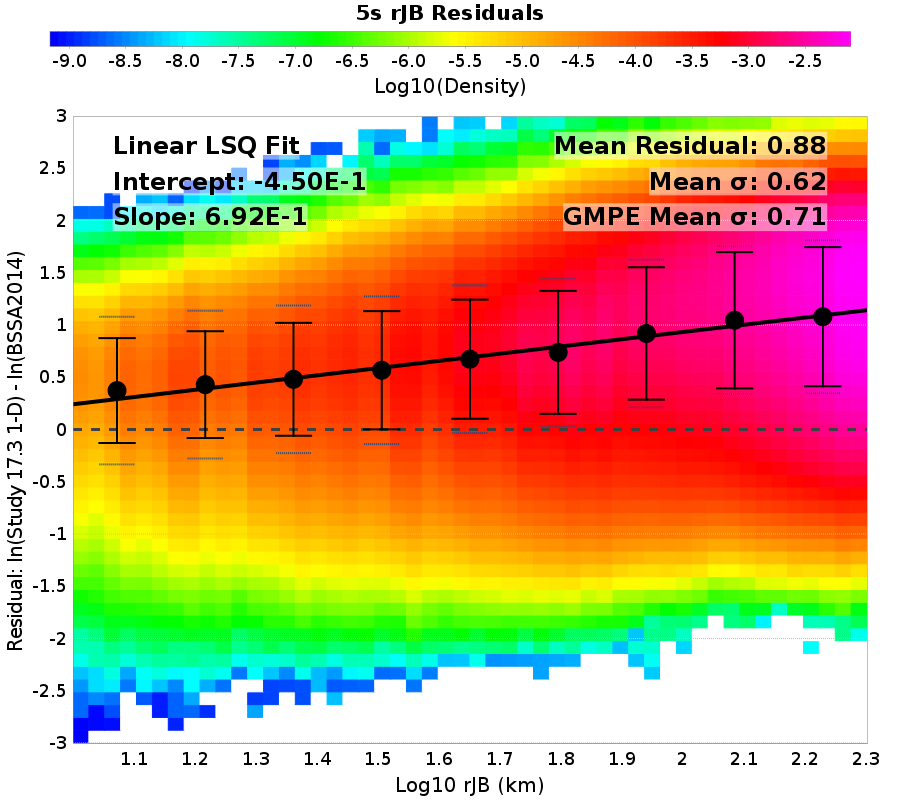 5s rJB Residuals
-9.0 -8.5 -8.0 -7.5 -7.0 -6.5 -6.0 -5.5 -5.0 -4.5 -4.0 -3.5 -3.0 -2.5
Log10(Density)
Linear LSQ Fit
Intercept: -4.50E-1
Slope: 6.92E-1
Mean Residual: 0.88
Mean σ: 0.62
GMPE Mean σ: 0.71
Residual: ln(Study 17.3 1-D) - ln(BSSA2014)
3
2.5
2
1.5
1
0.5
0
-0.5
-1
-1.5
-2
-2.5
-3
1.1 1.2 1.3 1.4 1.5 1.6 1.7 1.8 1.9 2 2.1 2.2 2.3
Log10 rJB (km)